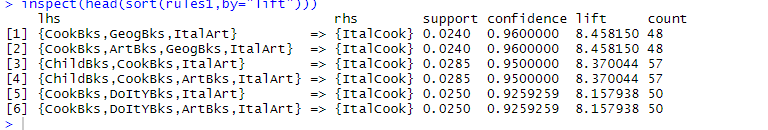 > inspect(head(sort(rules1,by="lift")))
lhs rhs support confidence lift count
[1] {CookBks,GeogBks,ItalArt} => {ItalCook} 0.0240 0.9600000 8.458150 48
[2] {CookBks,ArtBks,GeogBks,ItalArt} => {ItalCook} 0.0240 0.9600000 8.458150 48
[3] {ChildBks,CookBks,ItalArt} => {ItalCook} 0.0285 0.9500000 8.370044 57
[4] {ChildBks,CookBks,ArtBks,ItalArt} => {ItalCook} 0.0285 0.9500000 8.370044 57
[5] {CookBks,DoItYBks,ItalArt} => {ItalCook} 0.0250 0.9259259 8.157938 50
[6] {CookBks,DoItYBks,ArtBks,ItalArt} => {ItalCook} 0.0250 0.9259259 8.157938 50
>